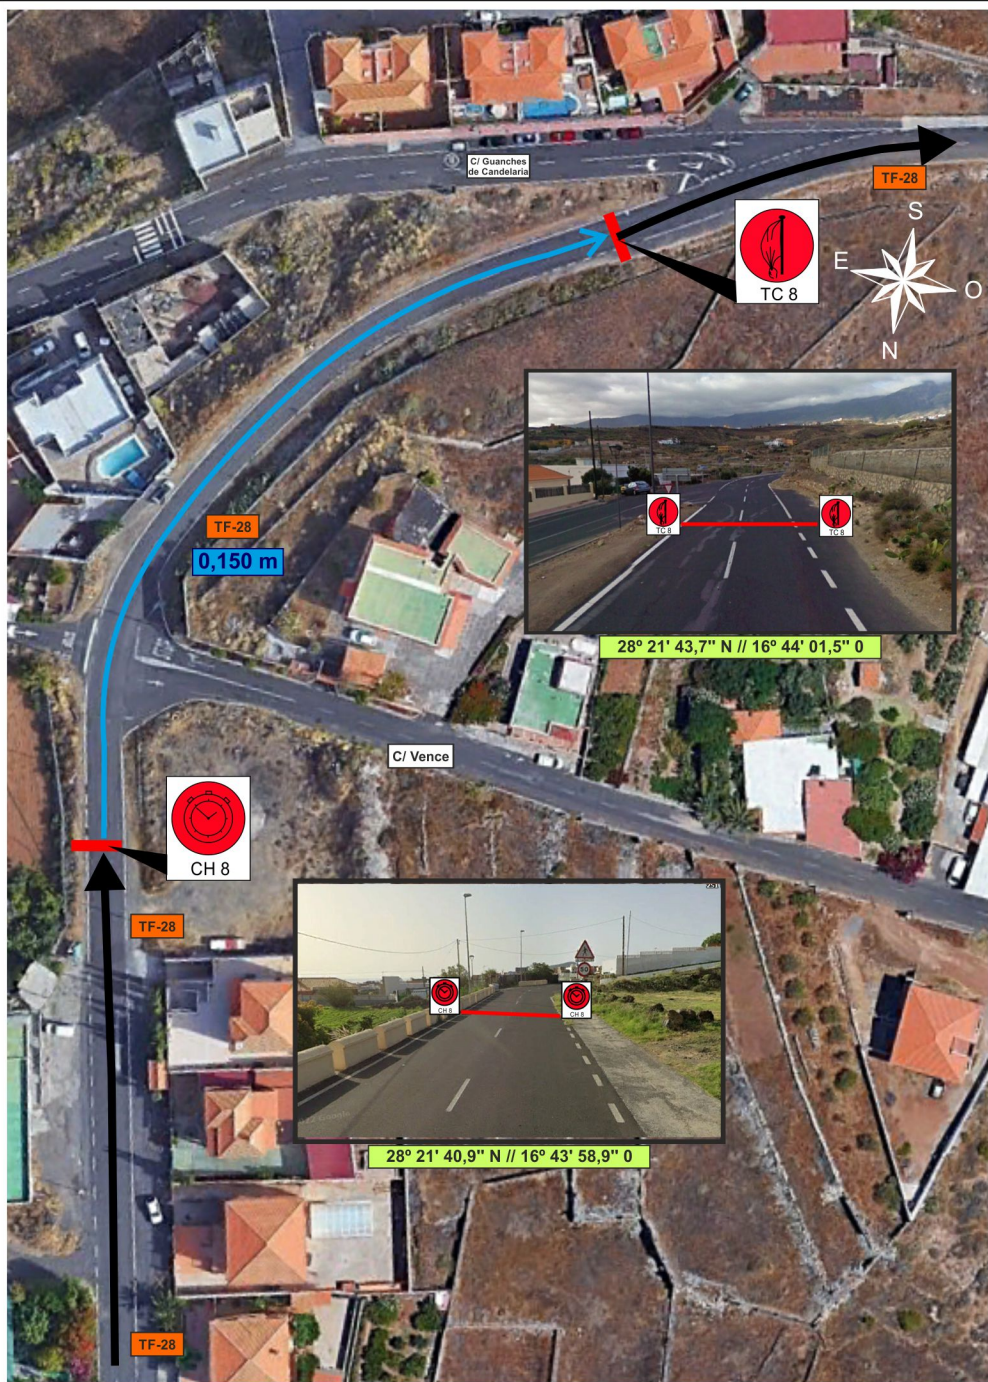 C/ Guanches
de Candelaria
TF-28
S
E
O
N
TC 8
TC 8
TC 8
28º 21' 43,7" N // 16º 44' 01,5" 0
TF-28
0,150 m
C/ Vence
CH 8
TF-28
50
CH 8
CH 8
28º 21' 40,9" N // 16º 43' 58,9" 0
TF-28